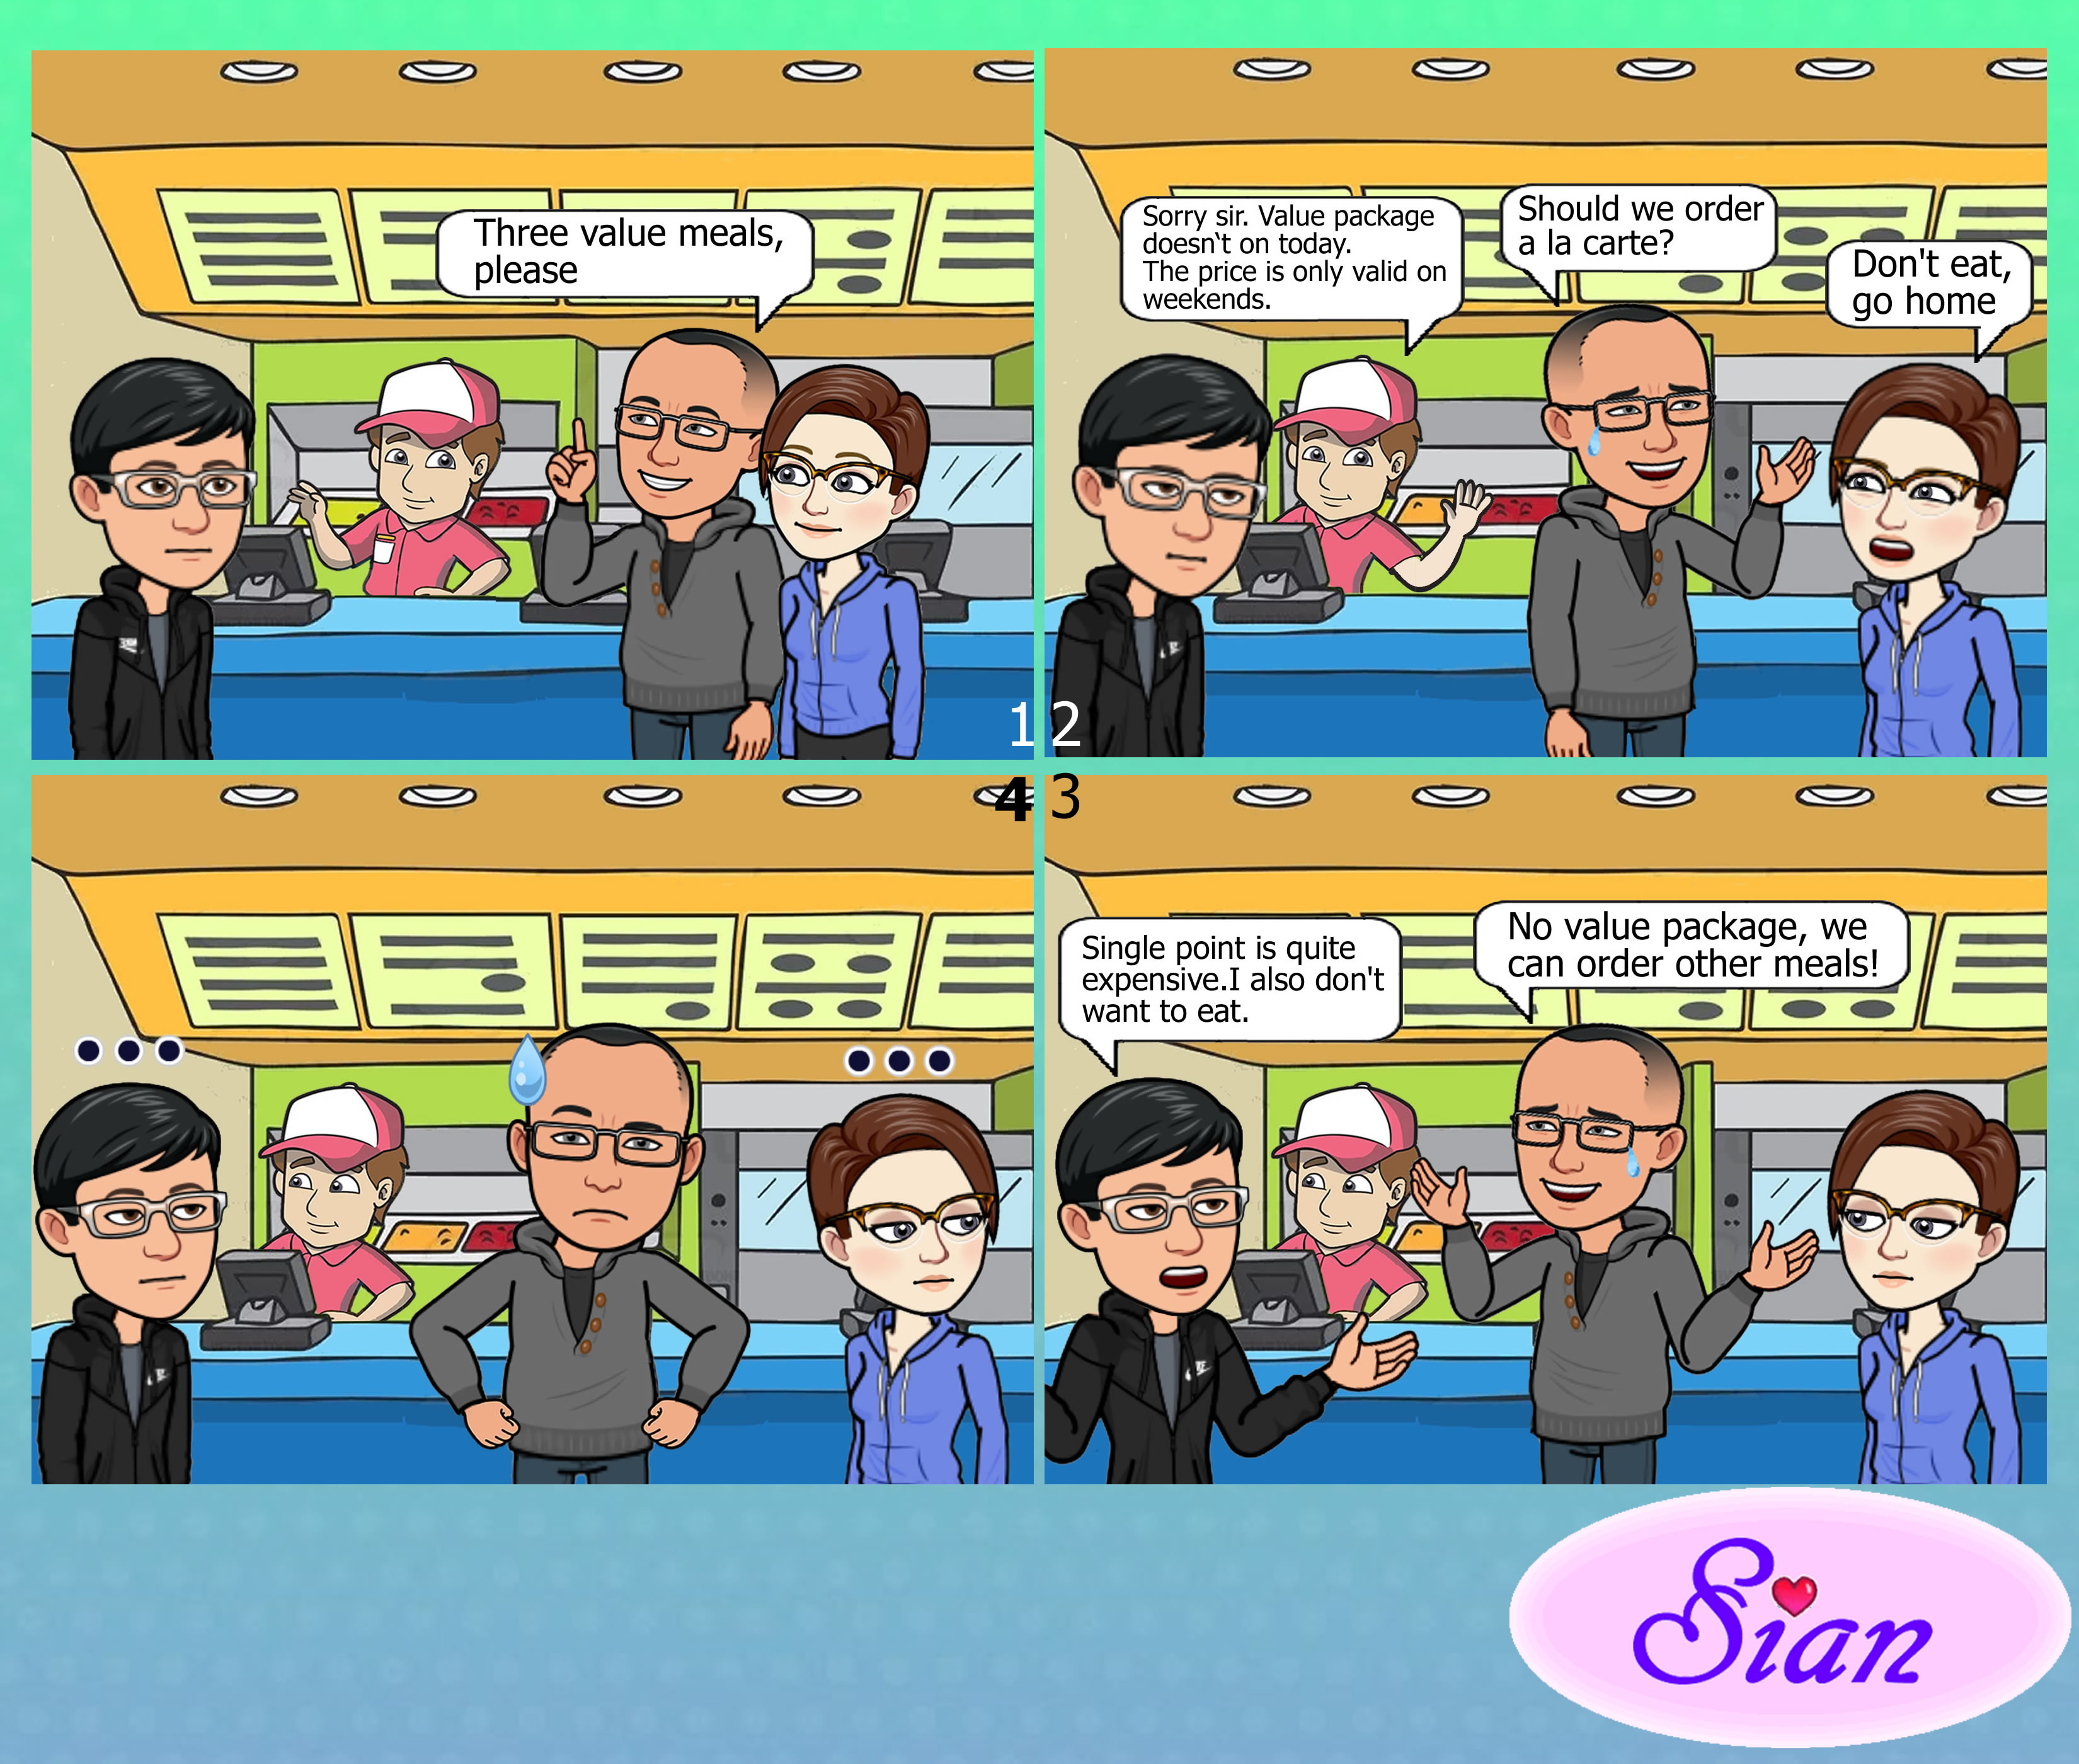 Three value meals,
please
1
Sorry sir. Value package
doesn't on today.
The price is only valid on
weekends.
Should we order
a la carte?
Don't eat,
go home
2
3
Single point is quite
expensive.I also don't
want to eat.
No value package, we
can order other meals!
4
Sian